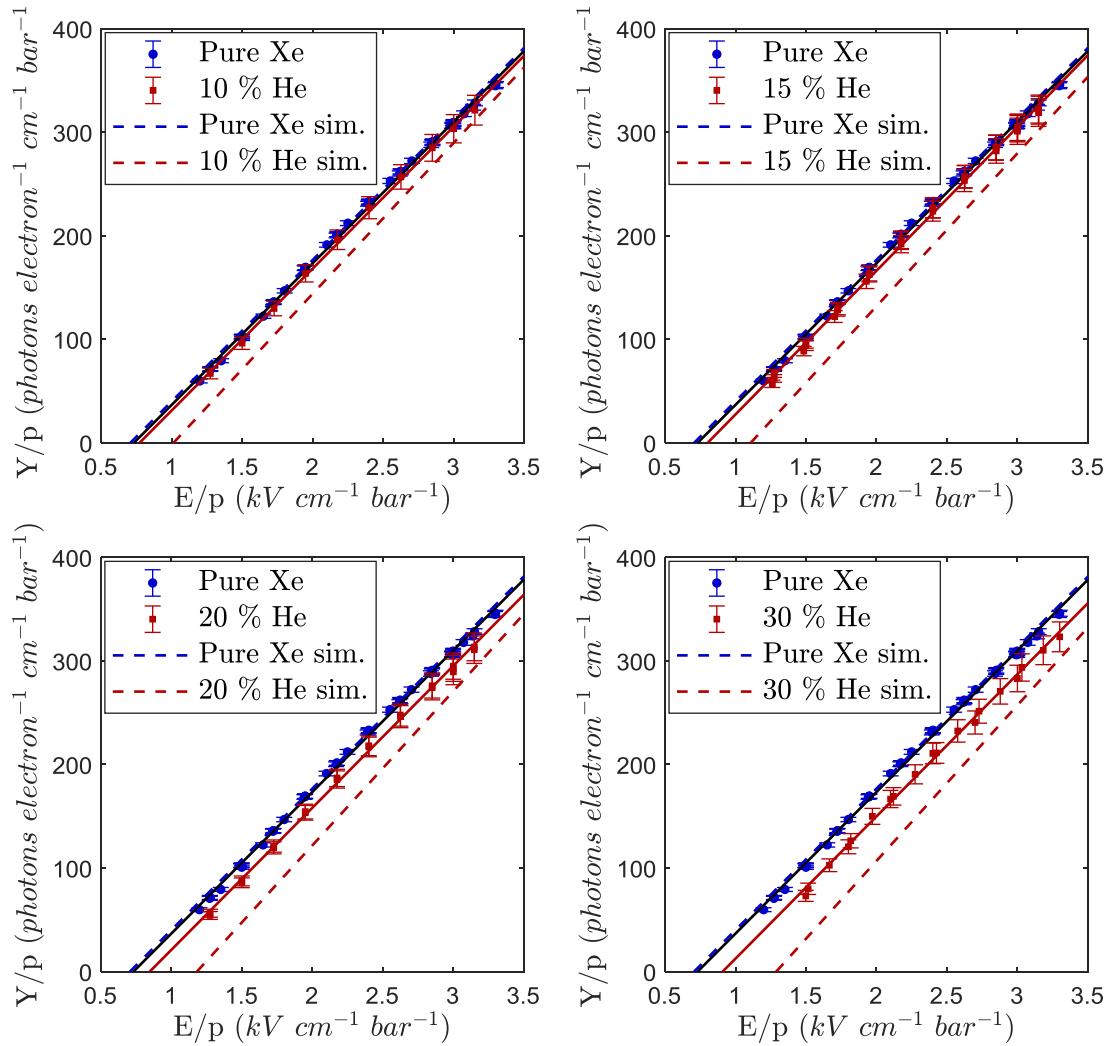 Y/p (photons electron⁻¹ cm⁻¹ bar⁻¹
400
300
200
100
0
Pure Xe
10 % He
Pure Xe sim.
10 % He sim.
0.5 1 1.5 2 2.5 3 3.5
E/p (kV cm⁻¹ bar⁻¹)
Y/p (photons electron⁻¹ cm⁻¹ bar⁻¹
400
300
200
100
0
Pure Xe
15 % He
Pure Xe sim.
15 % He sim.
0.5 1 1.5 2 2.5 3 3.5
E/p (kV cm⁻¹ bar⁻¹)
Y/p (photons electron⁻¹ cm⁻¹ bar⁻¹)
400
300
200
100
0
Pure Xe
20 % He
Pure Xe sim.
20 % He sim.
0.5 1 1.5 2 2.5 3 3.5
E/p (kV cm⁻¹ bar⁻¹)
Y/p (photons electron⁻¹ cm⁻¹ bar⁻¹)
400
300
200
100
0
Pure Xe
30 % He
Pure Xe sim.
30 % He sim.
0.5 1 1.5 2 2.5 3 3.5
E/p (kV cm⁻¹ bar⁻¹)